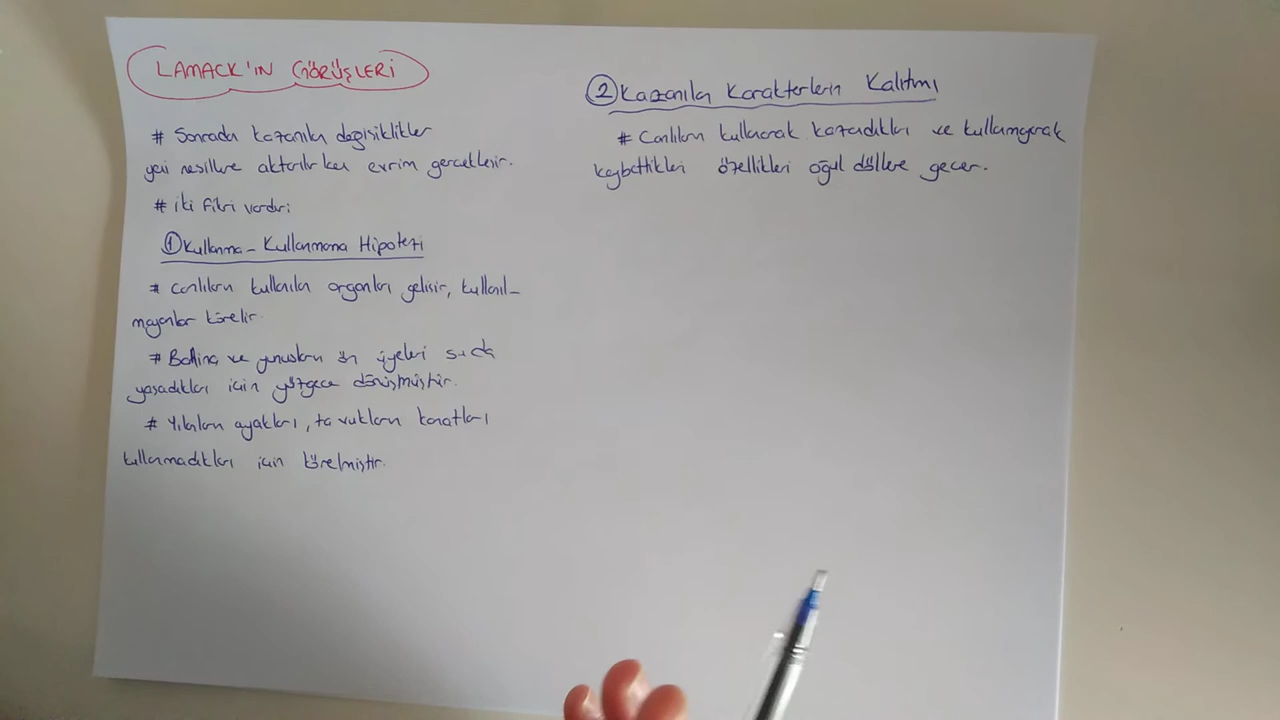 LAMACK'IN GÖRÜŞLERİ
# Sonradan kazanılan değişiklikler
yeni nesillere aktarılırken evrim gerçekleşir.
# iki fikri vardır;
① Kullanma - Kullanmama Hipotezi
# canlıların kullanılan organları gelişir, kullanıl-
mayanlar körelir.
# Balina ve yunusların ön üyeleri suda
yaşadıkları için yüzgece dönüşmüştür.
# Yılanların ayakları, tavukların kanatları
kullanmadıkları için körelmiştir.
② Kazanılan Karakterlerin Kalıtımı
# Canlıların kullanarak kazandıkları ve kullanmayarak
kaybettikleri özellikleri oğul döllere geçer.